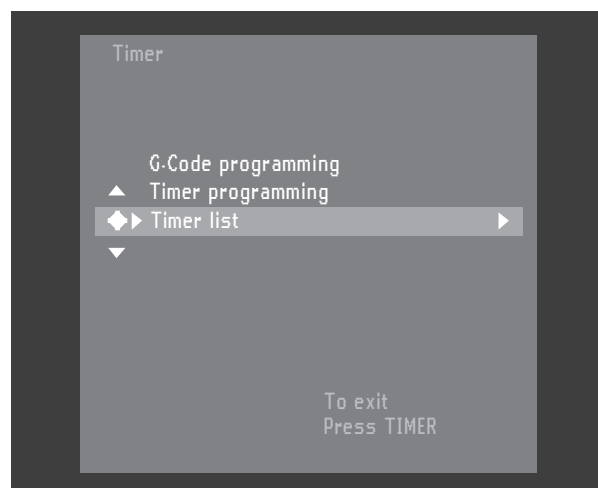 Timer
G-Code programming
Timer programming
Timer list
To exit
Press TIMER